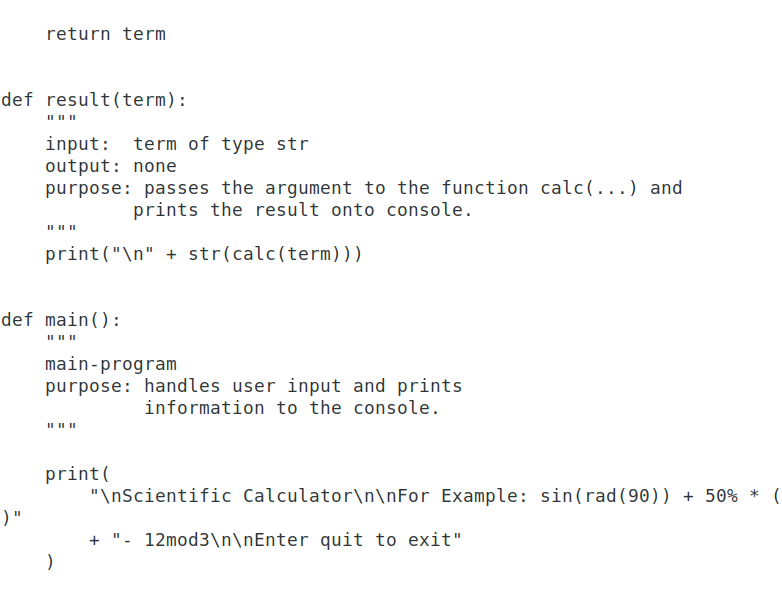 return term


def result(term):
    """
    input:  term of type str
    output: none
    purpose: passes the argument to the function calc(...) and
            prints the result onto console.
    """
    print("\n" + str(calc(term)))


def main():
    """
    main-program
    purpose: handles user input and prints
             information to the console.
    """

    print(
        "\nScientific Calculator\n\nFor Example: sin(rad(90)) + 50% * (
)"
        + "- 12mod3\n\nEnter quit to exit"
    )